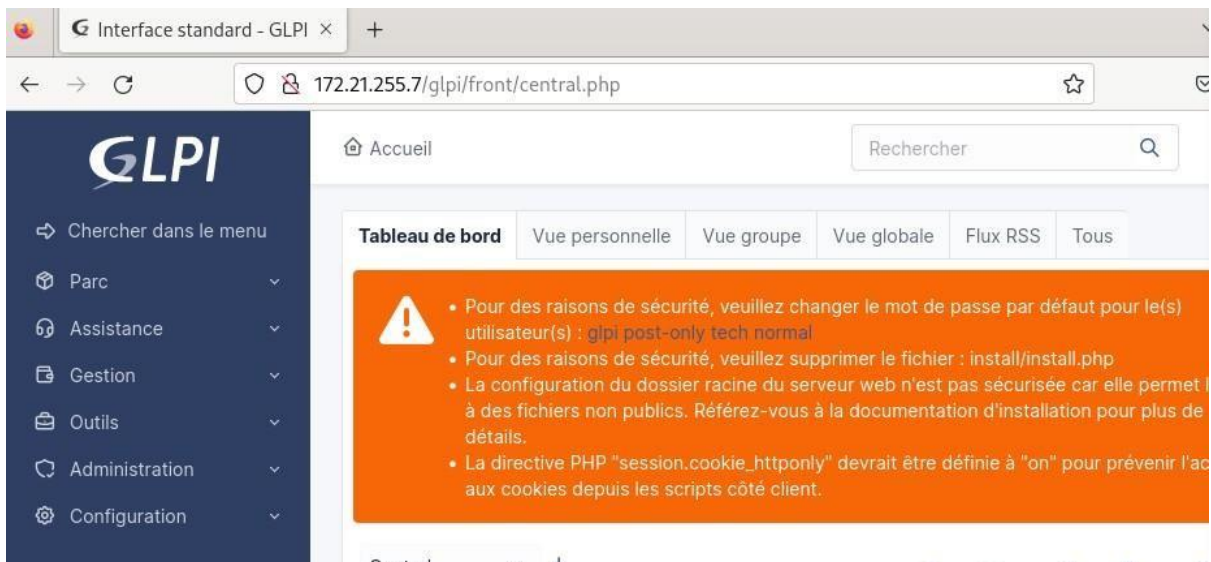 Interface standard - GLPI
172.21.255.7/glpi/front/central.php
GLPI
Accueil
Rechercher
Chercher dans le menu
Parc
Assistance
Gestion
Outils
Administration
Configuration
Tableau de bord Vue personnelle Vue groupe Vue globale Flux RSS Tous
• Pour des raisons de sécurité, veuillez changer le mot de passe par défaut pour le(s)
utilisateur(s) : glpi post-only tech normal
• Pour des raisons de sécurité, veuillez supprimer le fichier : install/install.php
• La configuration du dossier racine du serveur web n'est pas sécurisée car elle permet
à des fichiers non publics. Référez-vous à la documentation d'installation pour plus de
détails.
• La directive PHP "session.cookie_httponly" devrait être définie à "on" pour prévenir
aux cookies depuis les scripts côté client.